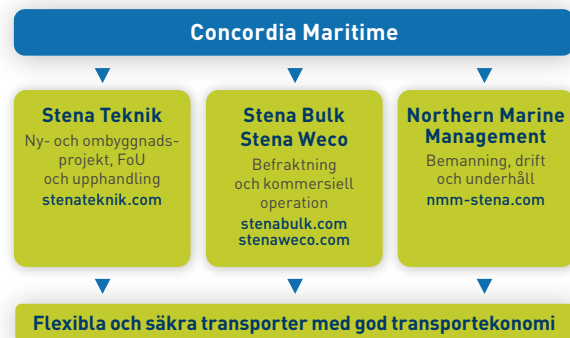 Concordia Maritime
Stena Teknik
Ny- och ombyggnads-
projekt, FoU
och upphandling
stenateknik.com
Stena Bulk
Stena Weco
Befraktning
och kommersiell
operation
stenabulk.com
stenaweco.com
Northern Marine
Management
Bemanning, drift
och underhåll
nmm-stena.com
Flexibla och säkra transporter med god transportekonomi